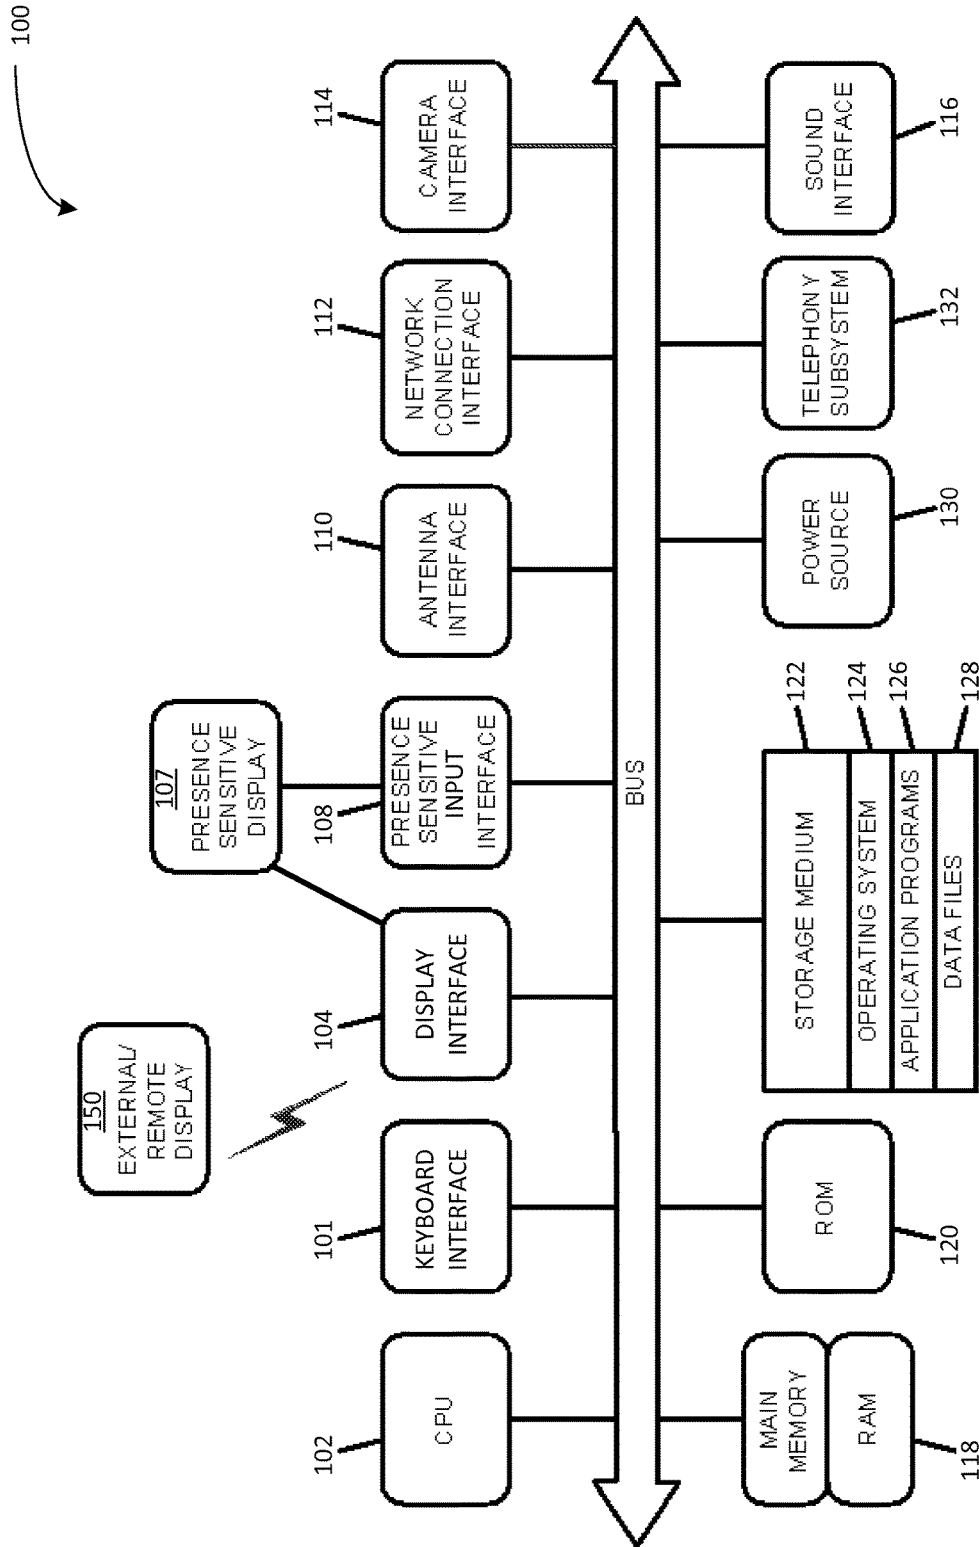 100
150
EXTERNAL/
REMOTE
DISPLAY
107
PRESENCE
SENSITIVE
DISPLAY
102
CPU
101
KEYBOARD
INTERFACE
104
DISPLAY
INTERFACE
108
PRESENCE
SENSITIVE
INPUT
INTERFACE
110
ANTENNA
INTERFACE
112
NETWORK
CONNECTION
INTERFACE
114
CAMERA
INTERFACE
BUS
MAIN
MEMORY
RAM
118
ROM
120
STORAGE MEDIUM
122
OPERATING SYSTEM
124
APPLICATION PROGRAMS
126
DATA FILES
128
POWER
SOURCE
130
TELEPHONY
SUBSYSTEM
132
SOUND
INTERFACE
116